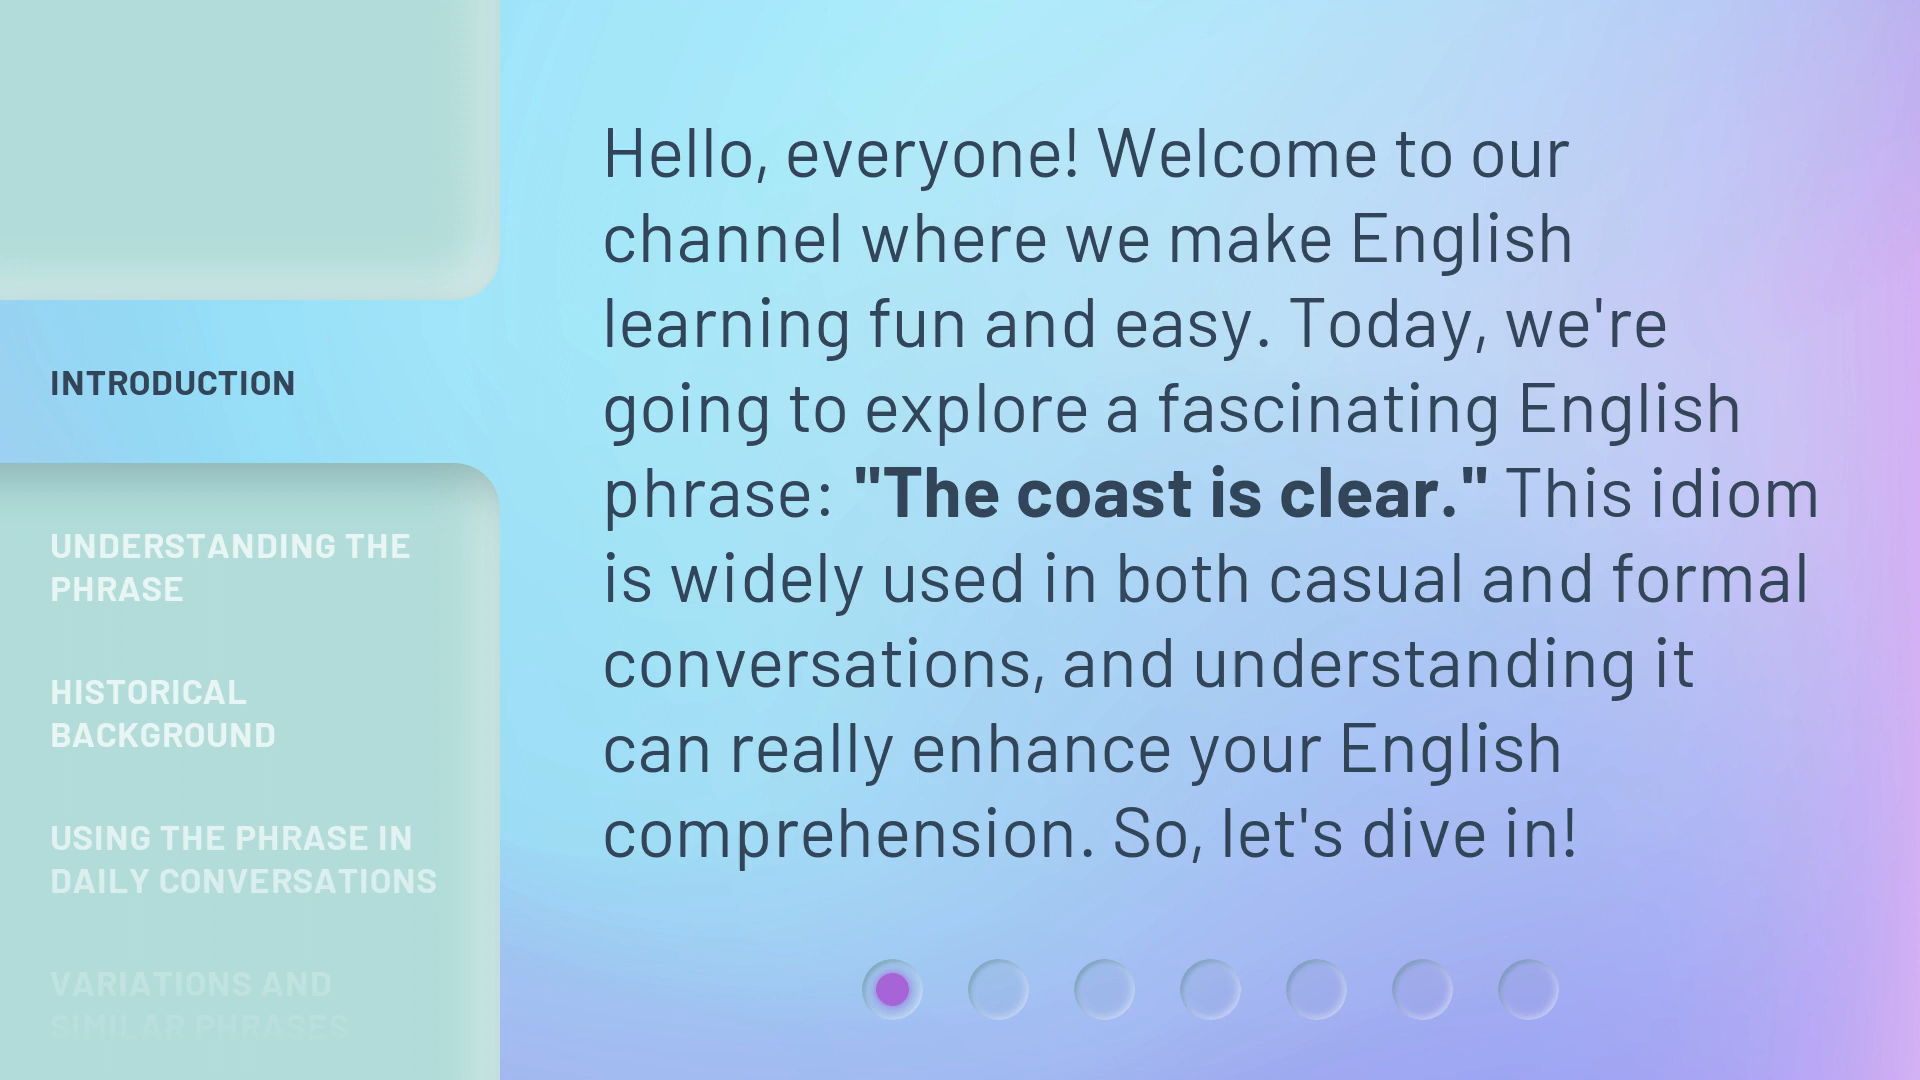 INTRODUCTION
UNDERSTANDING THE
PHRASE
HISTORICAL
BACKGROUND
USING THE PHRASE IN
DAILY CONVERSATIONS
VARIATIONS AND
SIMILAR PHRASES
Hello, everyone! Welcome to our
channel where we make English
learning fun and easy. Today, we're
going to explore a fascinating English
phrase: "The coast is clear." This idiom
is widely used in both casual and formal
conversations, and understanding it
can really enhance your English
comprehension. So, let's dive in!